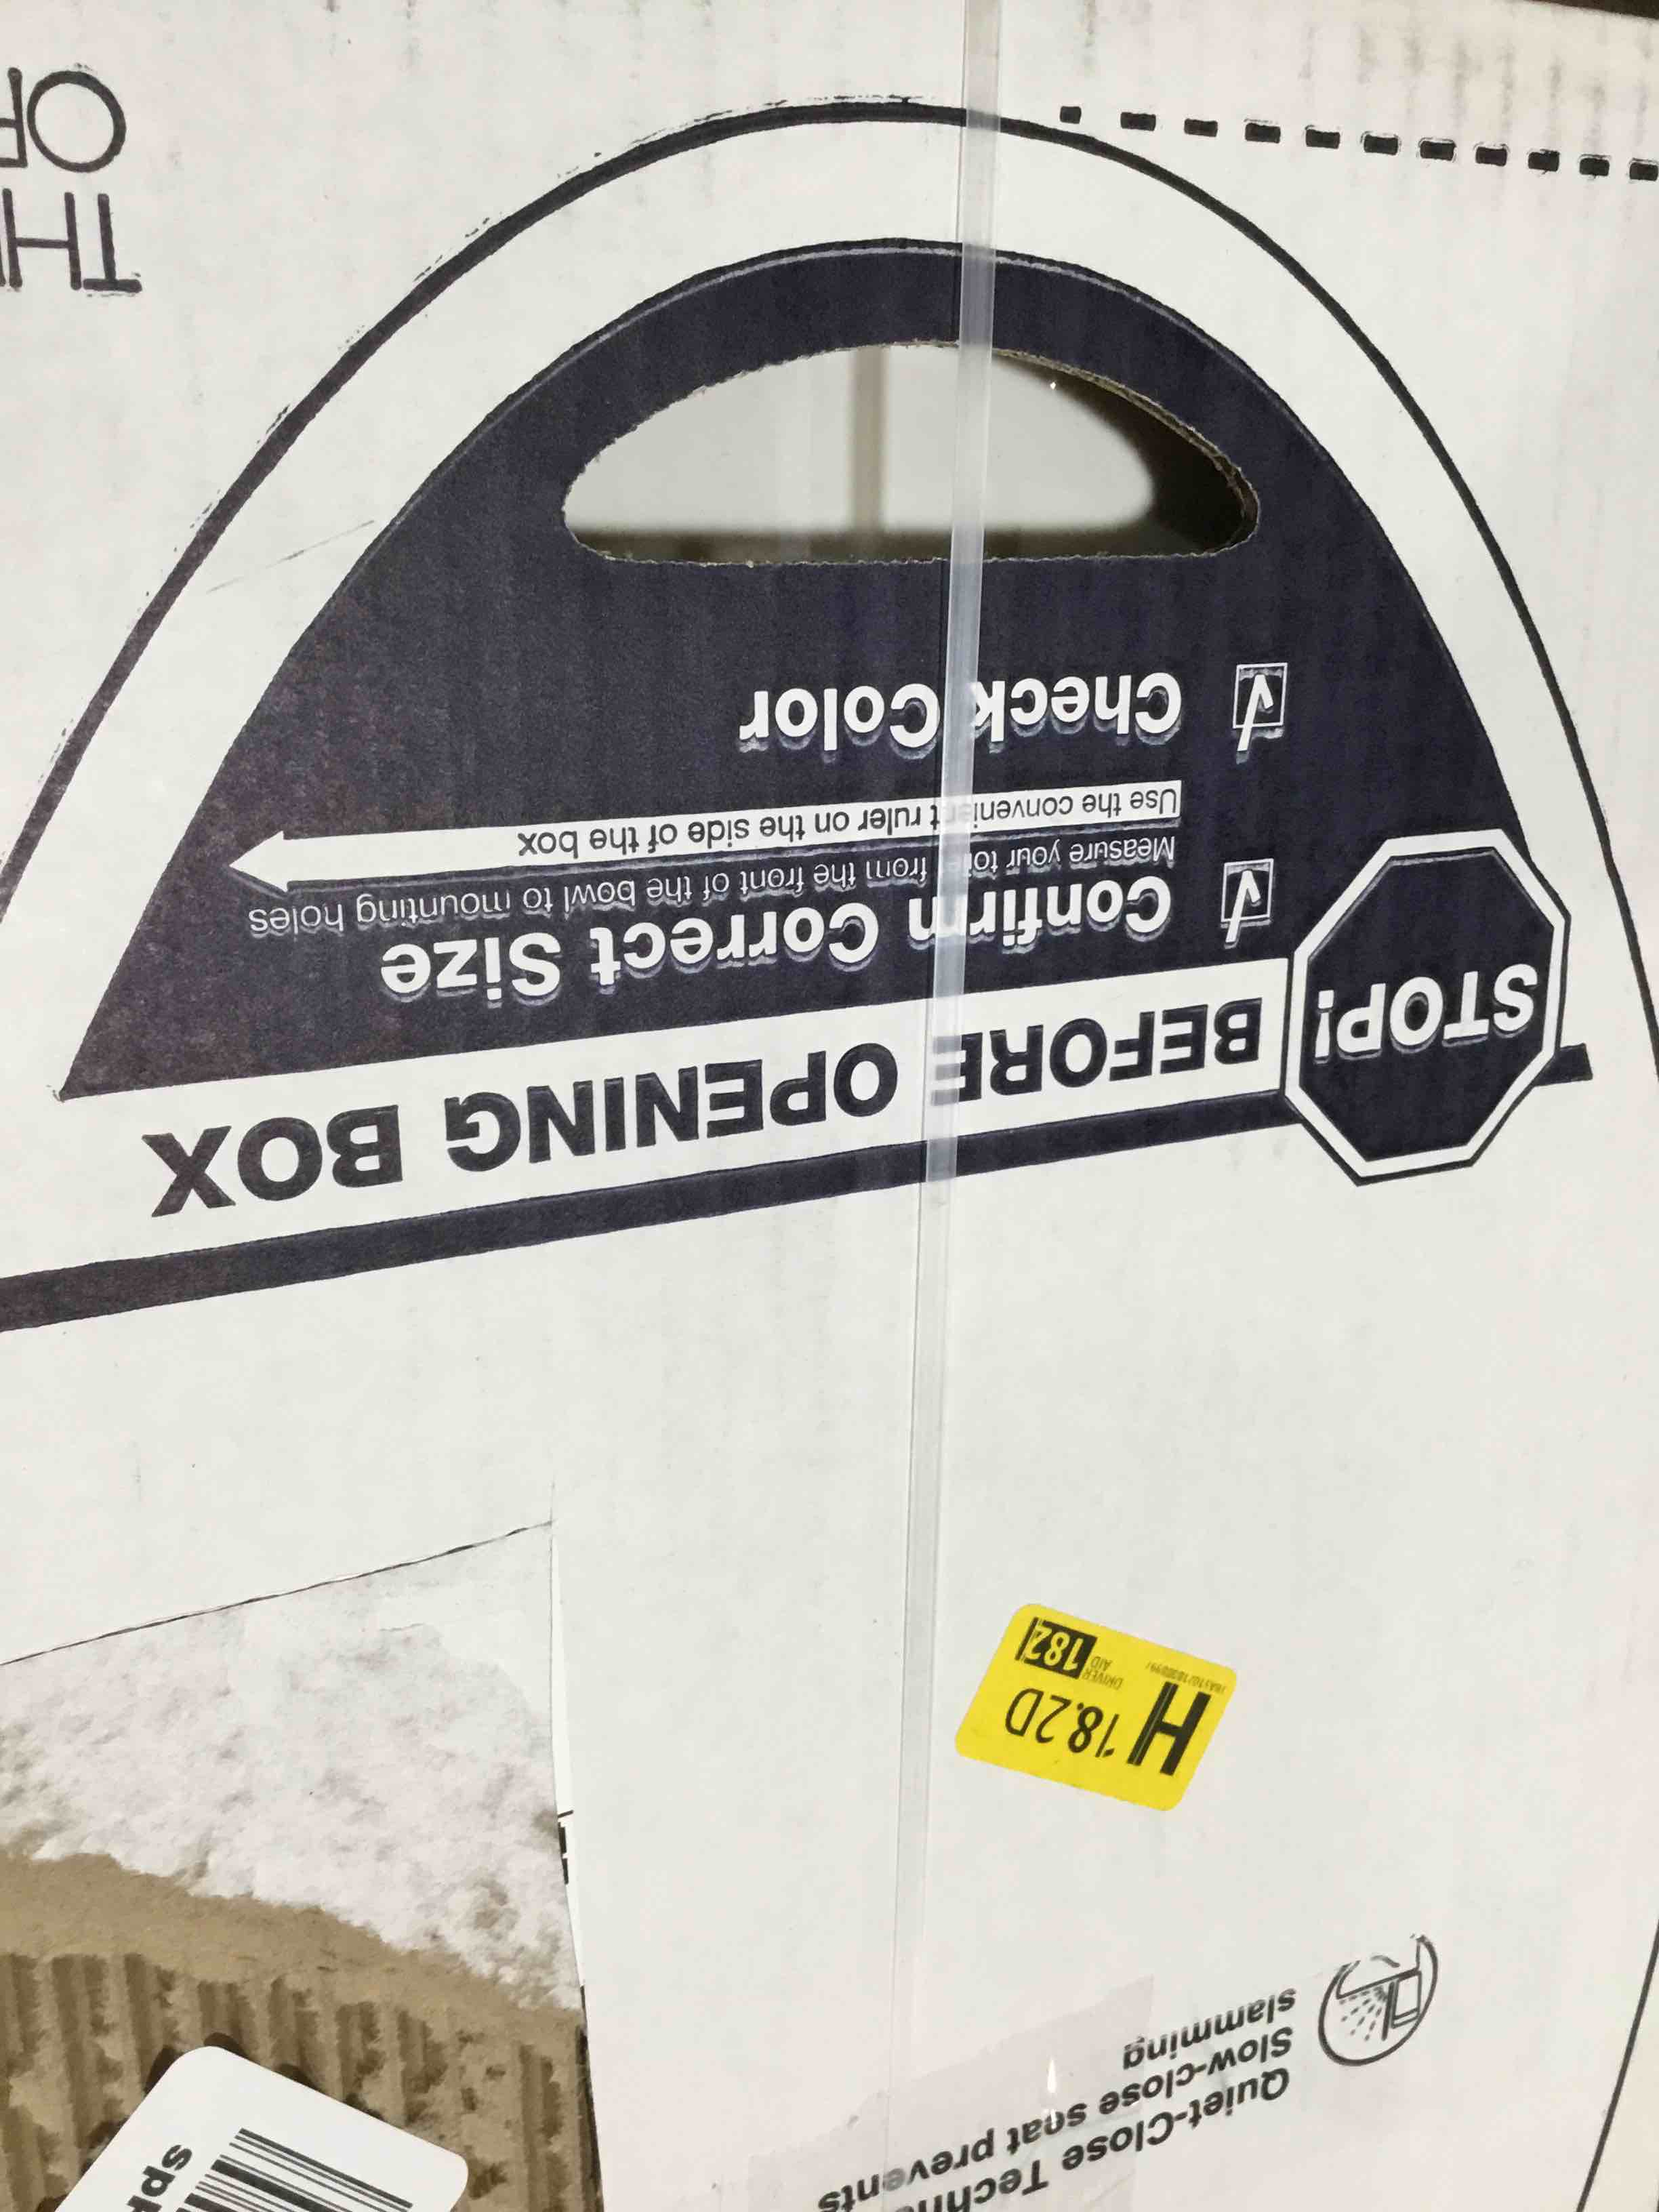 STOP!
BEFORE OPENING BOX
Confirm Correct Size
Measure your from the front of the bowl to mounting holes
Use the convenient ruler on the side of the box
Check Color
H 18.2D
DRIVER
AID
182
Quiet-Close
Slow-close seat prevents
slamming